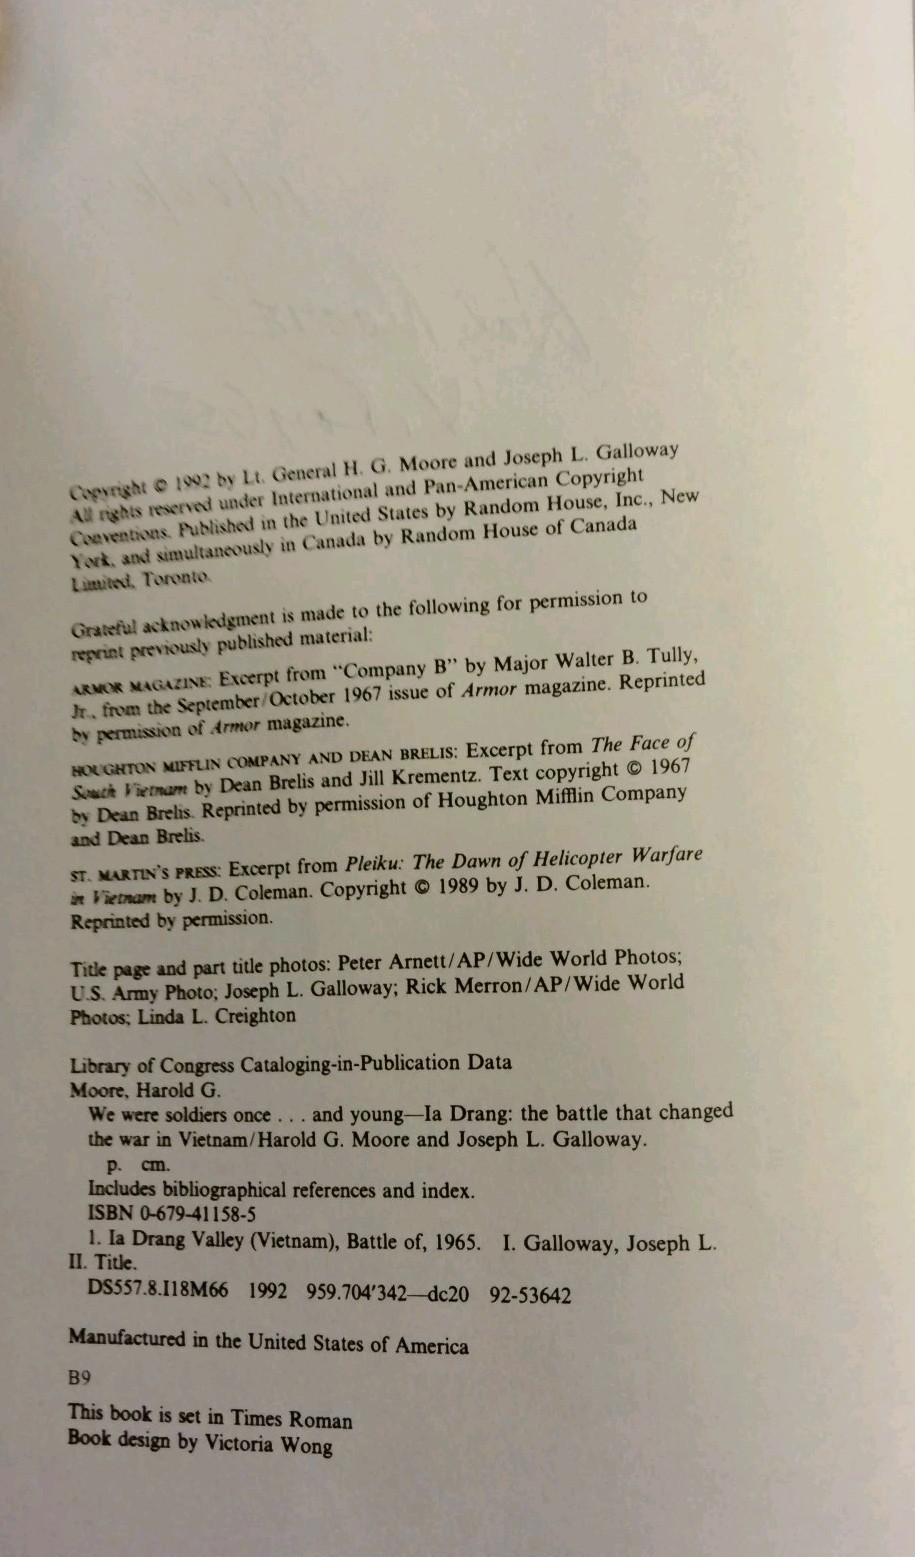 Copyright © 1992 by Lt. General H. G. Moore and Joseph L. Galloway
All rights reserved under International and Pan-American Copyright
Conventions. Published in the United States by Random House, Inc., New
York, and simultaneously in Canada by Random House of Canada
Limited, Toronto.
Grateful acknowledgment is made to the following for permission to
reprint previously published material:
ARMOR MAGAZINE: Excerpt from “Company B” by Major Walter B. Tully,
Jr., from the September/October 1967 issue of Armor magazine. Reprinted
by permission of Armor magazine.
HOUGHTON MIFFLIN COMPANY AND DEAN BRELIS: Excerpt from The Face of
South Vietnam by Dean Brelis and Jill Krementz. Text copyright © 1967
by Dean Brelis. Reprinted by permission of Houghton Mifflin Company
and Dean Brelis.
ST. MARTIN'S PRESS: Excerpt from Pleiku: The Dawn of Helicopter Warfare
in Vietnam by J. D. Coleman. Copyright © 1989 by J. D. Coleman.
Reprinted by permission.
Title page and part title photos: Peter Arnett/AP/Wide World Photos;
U.S. Army Photo; Joseph L. Galloway; Rick Merron/AP/Wide World
Photos; Linda L. Creighton
Library of Congress Cataloging-in-Publication Data
Moore, Harold G.
We were soldiers once . . . and young—Ia Drang: the battle that changed
the war in Vietnam/Harold G. Moore and Joseph L. Galloway.
p. cm.
Includes bibliographical references and index.
ISBN 0-679-41158-5
1. Ia Drang Valley (Vietnam), Battle of, 1965. I. Galloway, Joseph L.
II. Title.
DS557.8.I18M66 1992 959.704'342—dc20 92-53642
Manufactured in the United States of America
B9
This book is set in Times Roman
Book design by Victoria Wong